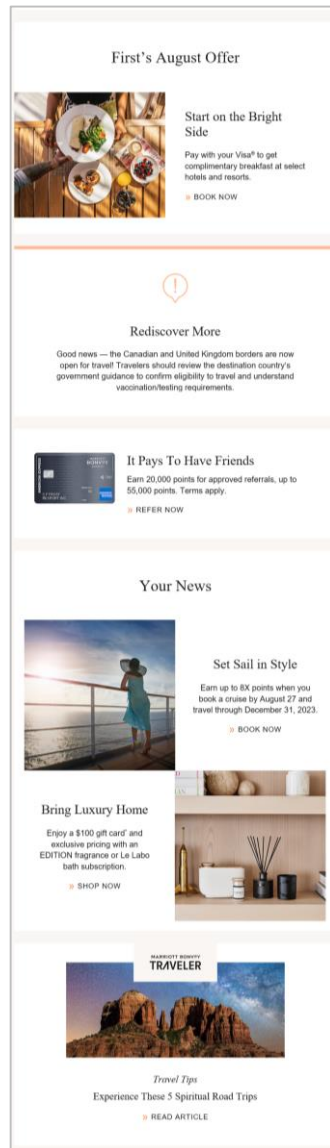 First's August Offer
Start on the Bright
Side
Pay with your Visa® to get
complimentary breakfast at select
hotels and resorts.
» BOOK NOW
Rediscover More
Good news — the Canadian and United Kingdom borders are now
open for travel! Travelers should review the destination country's
government guidance to confirm eligibility to travel and understand
vaccination/testing requirements.
It Pays To Have Friends
Earn 20,000 points for approved referrals, up to
55,000 points. Terms apply.
» REFER NOW
Your News
Set Sail in Style
Earn up to 8X points when you
book a cruise by August 27 and
travel through December 31, 2023.
» BOOK NOW
Bring Luxury Home
Enjoy a $100 gift card* and
exclusive pricing with an
EDITION fragrance or Le Labo
bath subscription.
» SHOP NOW
MARRIOTT BONVOY
TRAVELER
Travel Tips
Experience These 5 Spiritual Road Trips
» READ ARTICLE